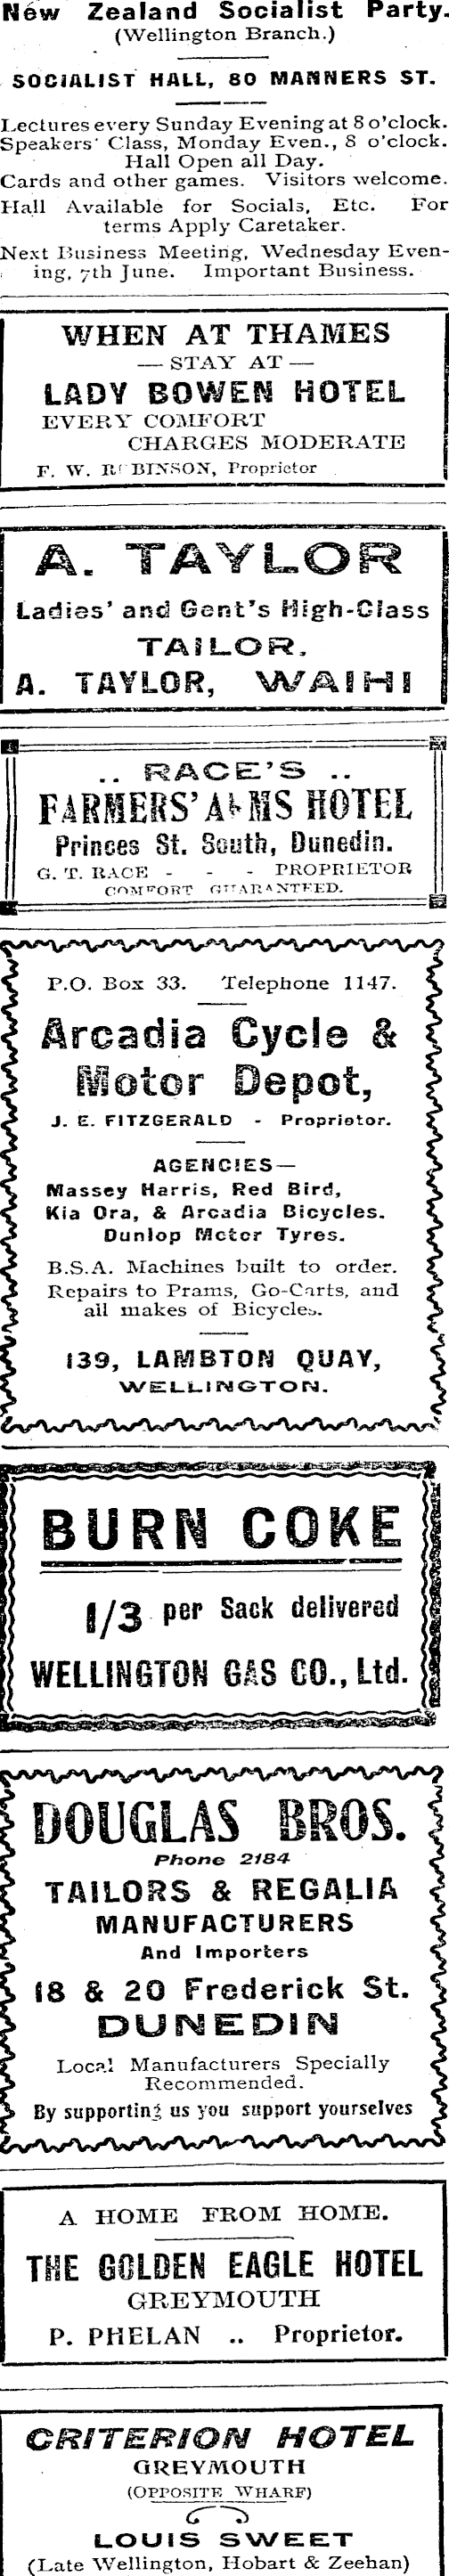 New Zealand Socialist Party.
(Wellington Branch.)
SOCIALIST HALL, 80 MANNERS ST.
Lectures every Sunday Evening at 8 o'clock.
Speakers' Class, Monday Even., 8 o'clock.
Hall Open all Day.
Cards and other games. Visitors welcome.
Hall Available for Socials, Etc. For
terms Apply Caretaker.
Next Business Meeting, Wednesday Even-
ing, 7th June. Important Business.
WHEN AT THAMES
— STAY AT —
LADY BOWEN HOTEL
EVERY COMFORT
CHARGES MODERATE
F. W. ROBINSON, Proprietor
A. TAYLOR
Ladies' and Gent's High-Class
TAILOR.
A. TAYLOR, WAIHI
.. RACE'S ..
FARMERS' ARMS HOTEL
Princes St. South, Dunedin.
G. T. RACE - - - PROPRIETOR
COMFORT GUARANTEED.
P.O. Box 33. Telephone 1147.
Arcadia Cycle &
Motor Depot,
J. E. FITZGERALD - Proprietor.
AGENCIES—
Massey Harris, Red Bird,
Kia Ora, & Arcadia Bicycles.
Dunlop Motor Tyres.
B.S.A. Machines built to order.
Repairs to Prams, Go-Carts, and
all makes of Bicycles.
139, LAMBTON QUAY,
WELLINGTON.
BURN COKE
1/3 per Sack delivered
WELLINGTON GAS CO., Ltd.
DOUGLAS BROS.
Phone 2184
TAILORS & REGALIA
MANUFACTURERS
And Importers
18 & 20 Frederick St.
DUNEDIN
Local Manufacturers Specially
Recommended.
By supporting us you support yourselves
A HOME FROM HOME.
THE GOLDEN EAGLE HOTEL
GREYMOUTH
P. PHELAN .. Proprietor.
CRITERION HOTEL
GREYMOUTH
(OPPOSITE WHARF)
LOUIS SWEET
(Late Wellington, Hobart & Zeehan)